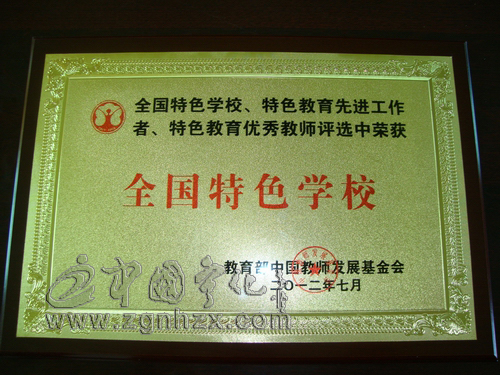 全国特色学校、特色教育先进工作
者、特色教育优秀教师评选中荣获
全国特色学校
教育部中国教师发展基金会
二〇一二年七月
www.zgnhzx.com